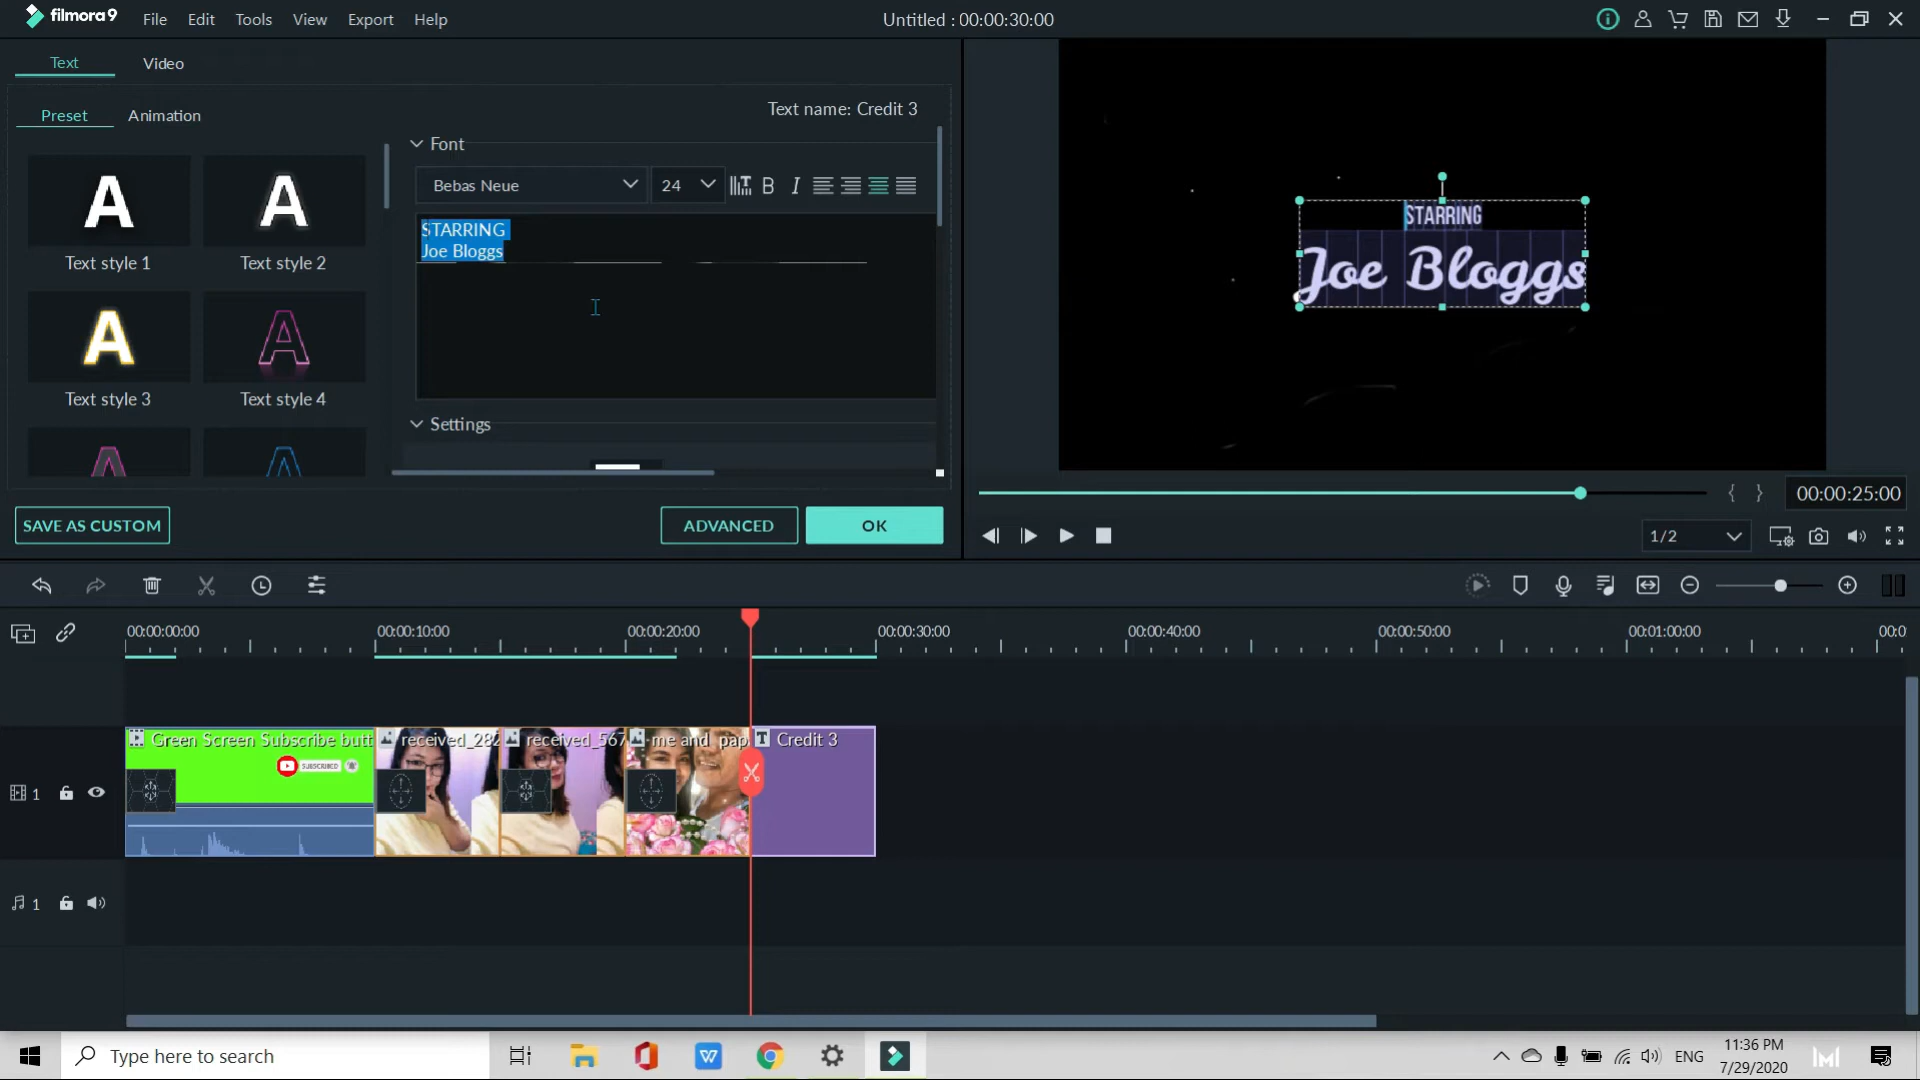 filmora9
File Edit Tools View Export Help
Untitled : 00:00:30:00
Text Video
Preset Animation
Text name: Credit 3
Font
Bebas Neue 24 B I
STARRING
Joe Bloggs
A A
Text style 1 Text style 2
A A
Text style 3 Text style 4
A A
Settings
SAVE AS CUSTOM ADVANCED OK
STARRING
Joe Bloggs
{ } 00:00:25:00
1/2
00:00:00:00 00:00:10:00 00:00:20:00 00:00:30:00 00:00:40:00 00:00:50:00 00:01:00:00 00:0
Green Screen Subscribe butt received_282 received_567 me and pap T Credit 3
SUBSCRIBED
1
1
Type here to search
W
ENG
11:36 PM
7/29/2020